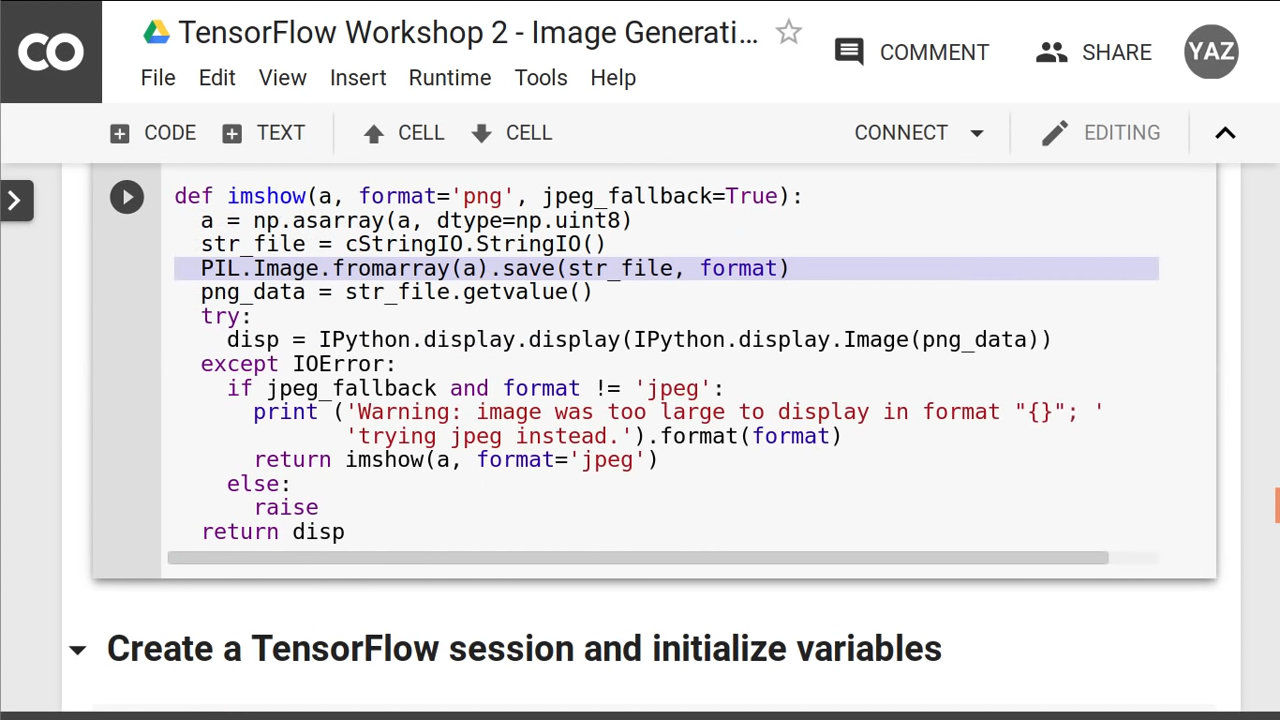 CO
TensorFlow Workshop 2 - Image Generati...
COMMENT
SHARE
YAZ
File Edit View Insert Runtime Tools Help
CODE TEXT CELL CELL CONNECT EDITING
def imshow(a, format='png', jpeg_fallback=True):
  a = np.asarray(a, dtype=np.uint8)
  str_file = cStringIO.StringIO()
  PIL.Image.fromarray(a).save(str_file, format)
  png_data = str_file.getvalue()
  try:
    disp = IPython.display.display(IPython.display.Image(png_data))
  except IOError:
    if jpeg_fallback and format != 'jpeg':
      print ('Warning: image was too large to display in format "{}"; '
             'trying jpeg instead.').format(format)
      return imshow(a, format='jpeg')
    else:
      raise
  return disp
Create a TensorFlow session and initialize variables